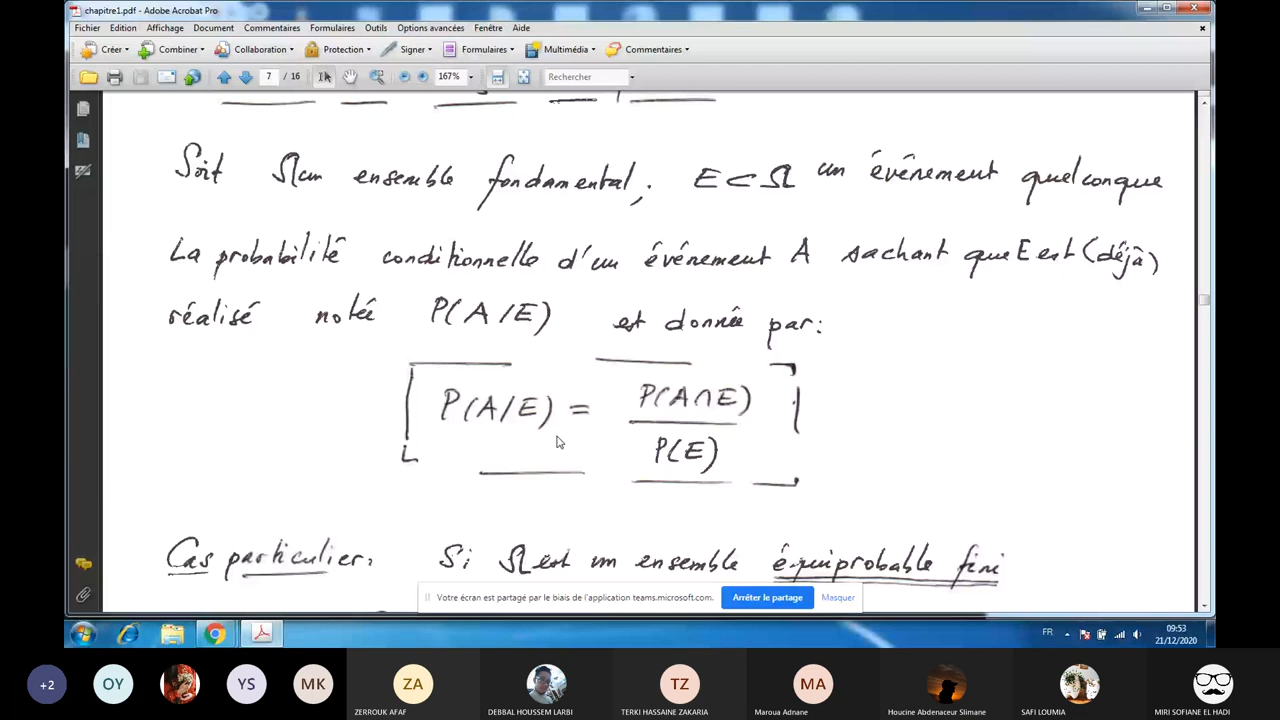 chapitre1.pdf - Adobe Acrobat Pro
Fichier Edition Affichage Document Commentaires Formulaires Outils Options avancées Fenêtre Aide
Créer Combiner Collaboration Protection Signer Formulaires Multimédia Commentaires
7 / 16 167% Rechercher
Soit Ω un ensemble fondamental, E ⊂ Ω un événement quelconque
La probabilité conditionnelle d'un événement A sachant que E est (déjà)
réalisé notée P(A/E) est donnée par:
P(A/E) = P(A∩E)
P(E)
Cas particulier: Si Ω est un ensemble équiprobable fini
Votre écran est partagé par le biais de l'application teams.microsoft.com. Arrêter le partage Masquer
FR 09:53
21/12/2020
+2 OY YS MK ZA TZ MA
ZERROUK AFAF DEBBAL HOUSSEM LARBI TERKI HASSAINE ZAKARIA Maroua Adnane Houcine Abdenaceur Slimane SAFI LOUMIA MIRI SOFIANE EL HADI